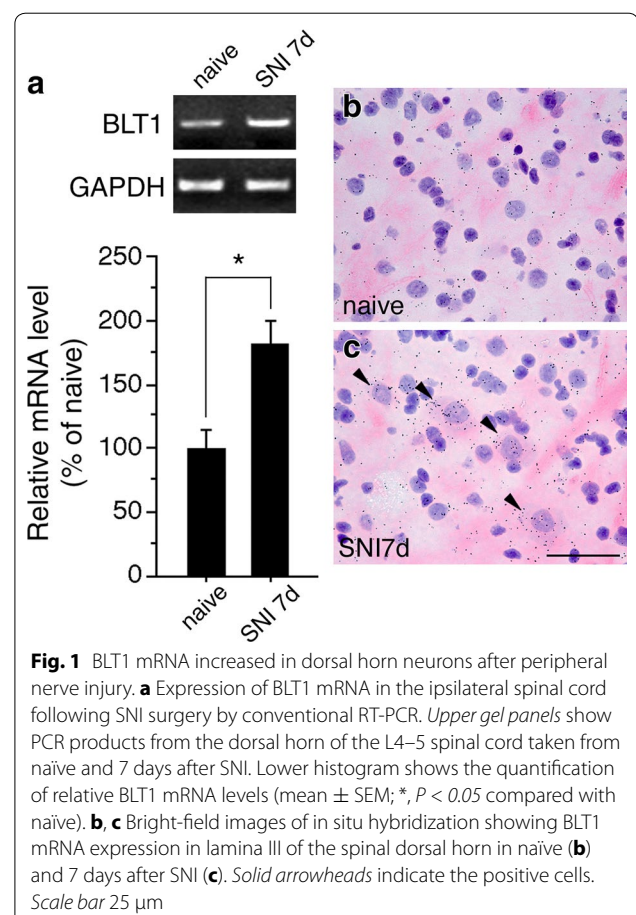 a
naive SNI 7d
BLT1
GAPDH
Relative mRNA level
(% of naive)
250
*
200
150
100
50
0
naive SNI 7d
b
naive
c
SNI7d
Fig. 1 BLT1 mRNA increased in dorsal horn neurons after peripheral
nerve injury. a Expression of BLT1 mRNA in the ipsilateral spinal cord
following SNI surgery by conventional RT-PCR. Upper gel panels show
PCR products from the dorsal horn of the L4–5 spinal cord taken from
naïve and 7 days after SNI. Lower histogram shows the quantification
of relative BLT1 mRNA levels (mean ± SEM; *, P < 0.05 compared with
naïve). b, c Bright-field images of in situ hybridization showing BLT1
mRNA expression in lamina III of the spinal dorsal horn in naïve (b)
and 7 days after SNI (c). Solid arrowheads indicate the positive cells.
Scale bar 25 μm